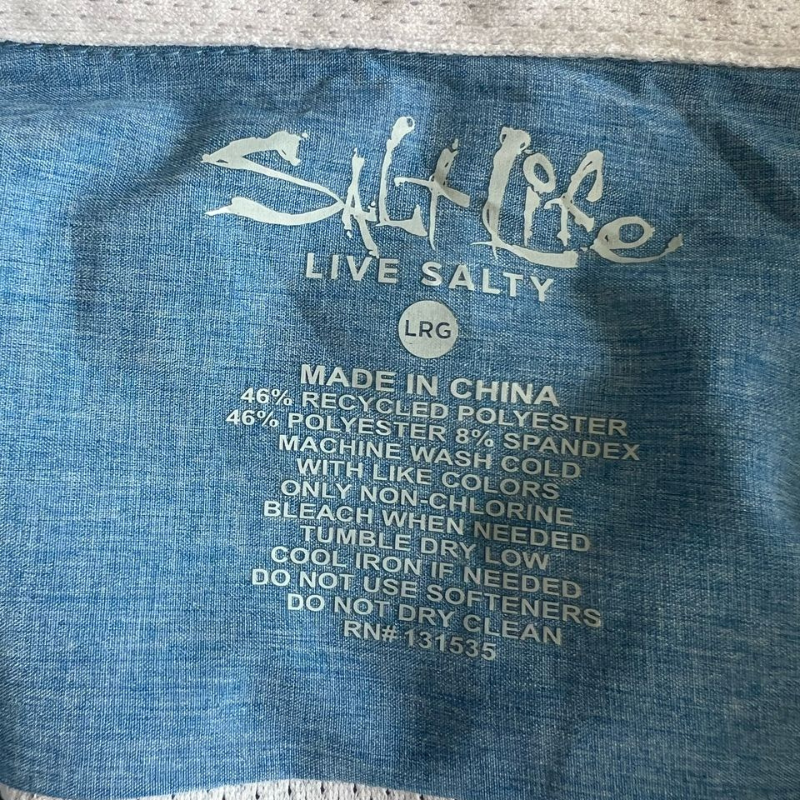 Salt Life
LIVE SALTY
LRG
MADE IN CHINA
46% RECYCLED POLYESTER
46% POLYESTER 8% SPANDEX
MACHINE WASH COLD
WITH LIKE COLORS
ONLY NON-CHLORINE
BLEACH WHEN NEEDED
TUMBLE DRY LOW
COOL IRON IF NEEDED
DO NOT USE SOFTENERS
DO NOT DRY CLEAN
RN# 131535